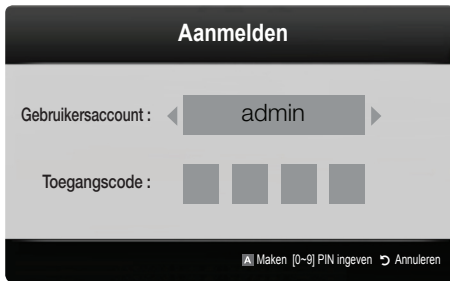 Aanmelden
Gebruikersaccount : admin
Toegangscode :
A Maken [0~9] PIN ingeven Annuleren